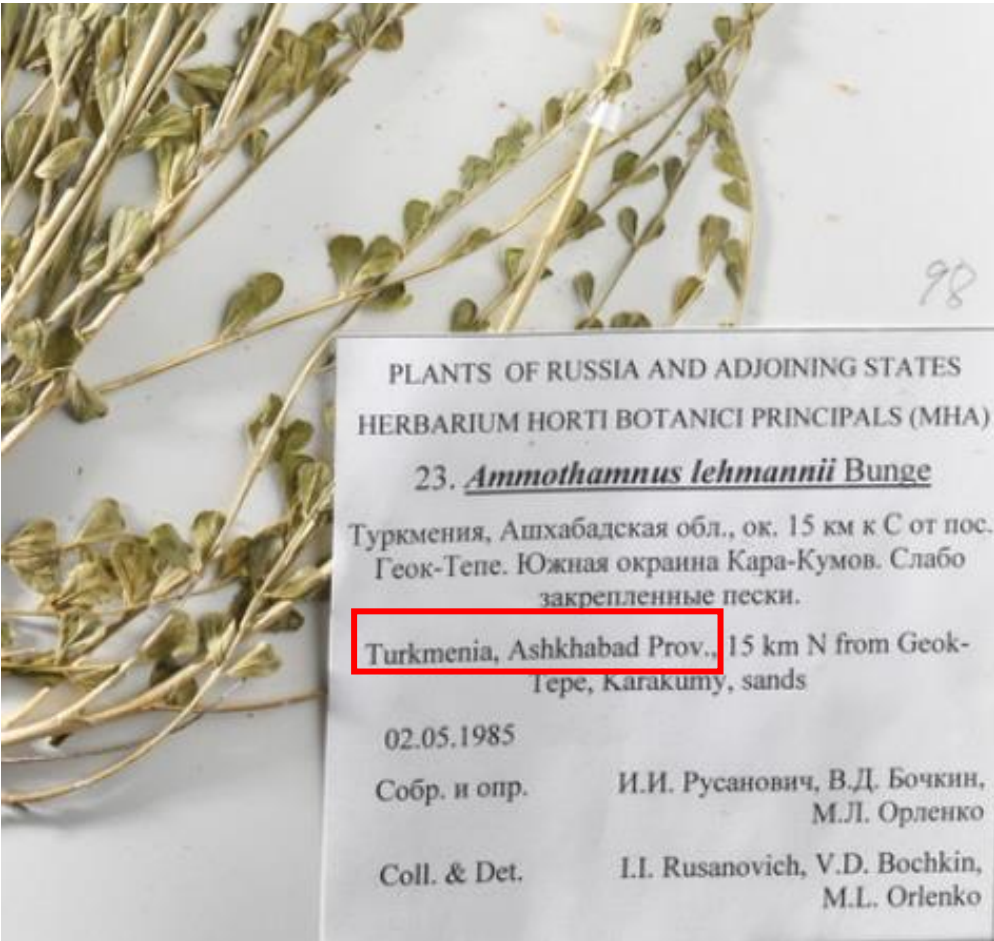 98
PLANTS OF RUSSIA AND ADJOINING STATES
HERBARIUM HORTI BOTANICI PRINCIPALS (MHA)
23. Ammothamnus lehmannii Bunge
Туркмения, Ашхабадская обл., ок. 15 км к С от пос.
Геок-Тепе. Южная окраина Кара-Кумов. Слабо
закрепленные пески.
Turkmenia, Ashkhabad Prov., 15 km N from Geok-
Tepe, Karakumy, sands
02.05.1985
Собр. и опр. И.И. Русанович, В.Д. Бочкин,
М.Л. Орленко
Coll. & Det. I.I. Rusanovich, V.D. Bochkin,
M.L. Orlenko